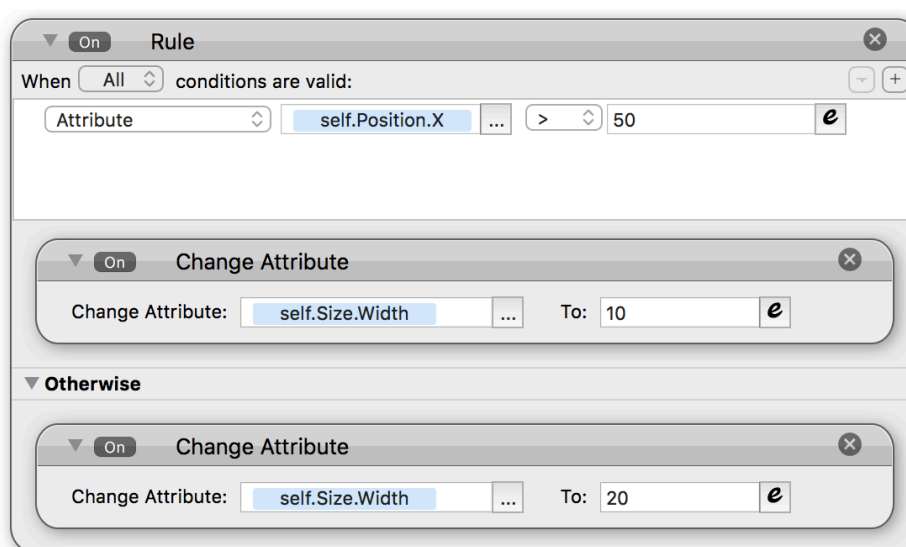 On Rule
When All conditions are valid:
Attribute self.Position.X ... > 50 e
On Change Attribute
Change Attribute: self.Size.Width ... To: 10 e
Otherwise
On Change Attribute
Change Attribute: self.Size.Width ... To: 20 e